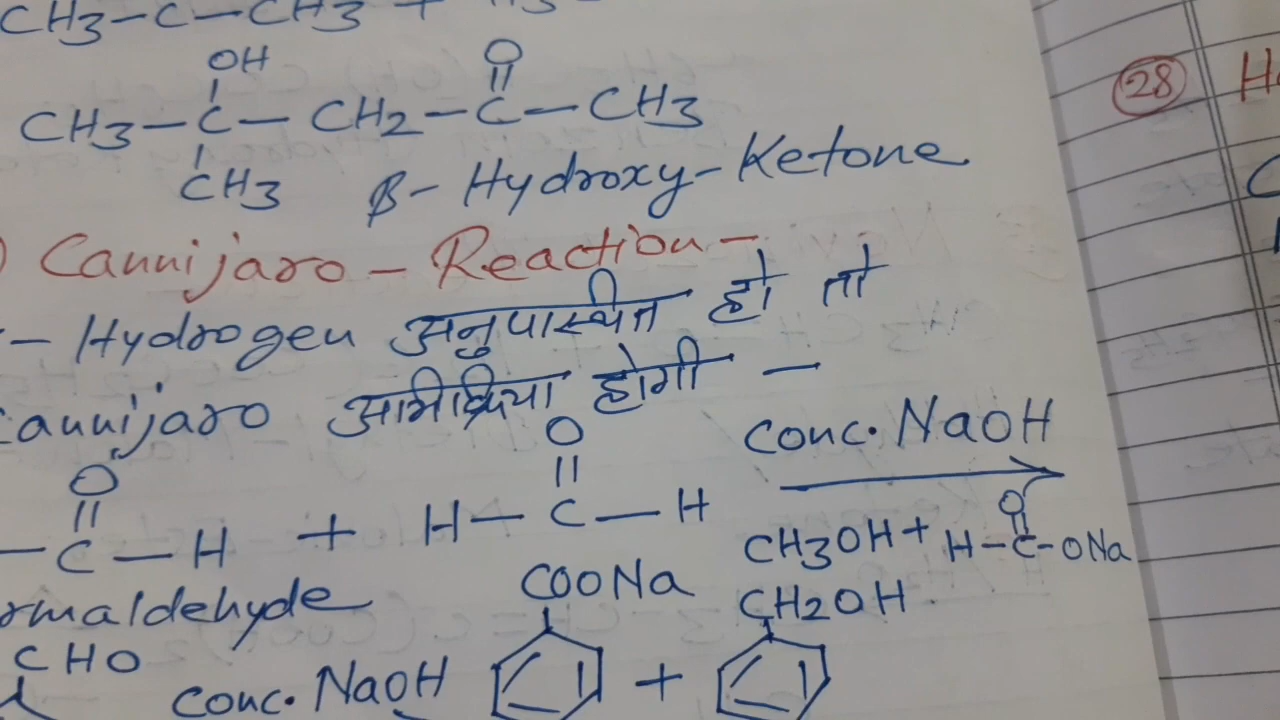 CH3-C-CH3 +
OH O
CH3-C-CH2-C-CH3
CH3 β-Hydroxy-Ketone
28
Cannijaro-Reaction-
- Hydrogen अनुपास्थित हो तो
Cannijaro अभिक्रिया होगी -
O O conc. NaOH
-C-H + H-C-H
O
CH3OH + H-C-ONa
rmaldehyde COONa CH2OH
CHO
conc. NaOH +